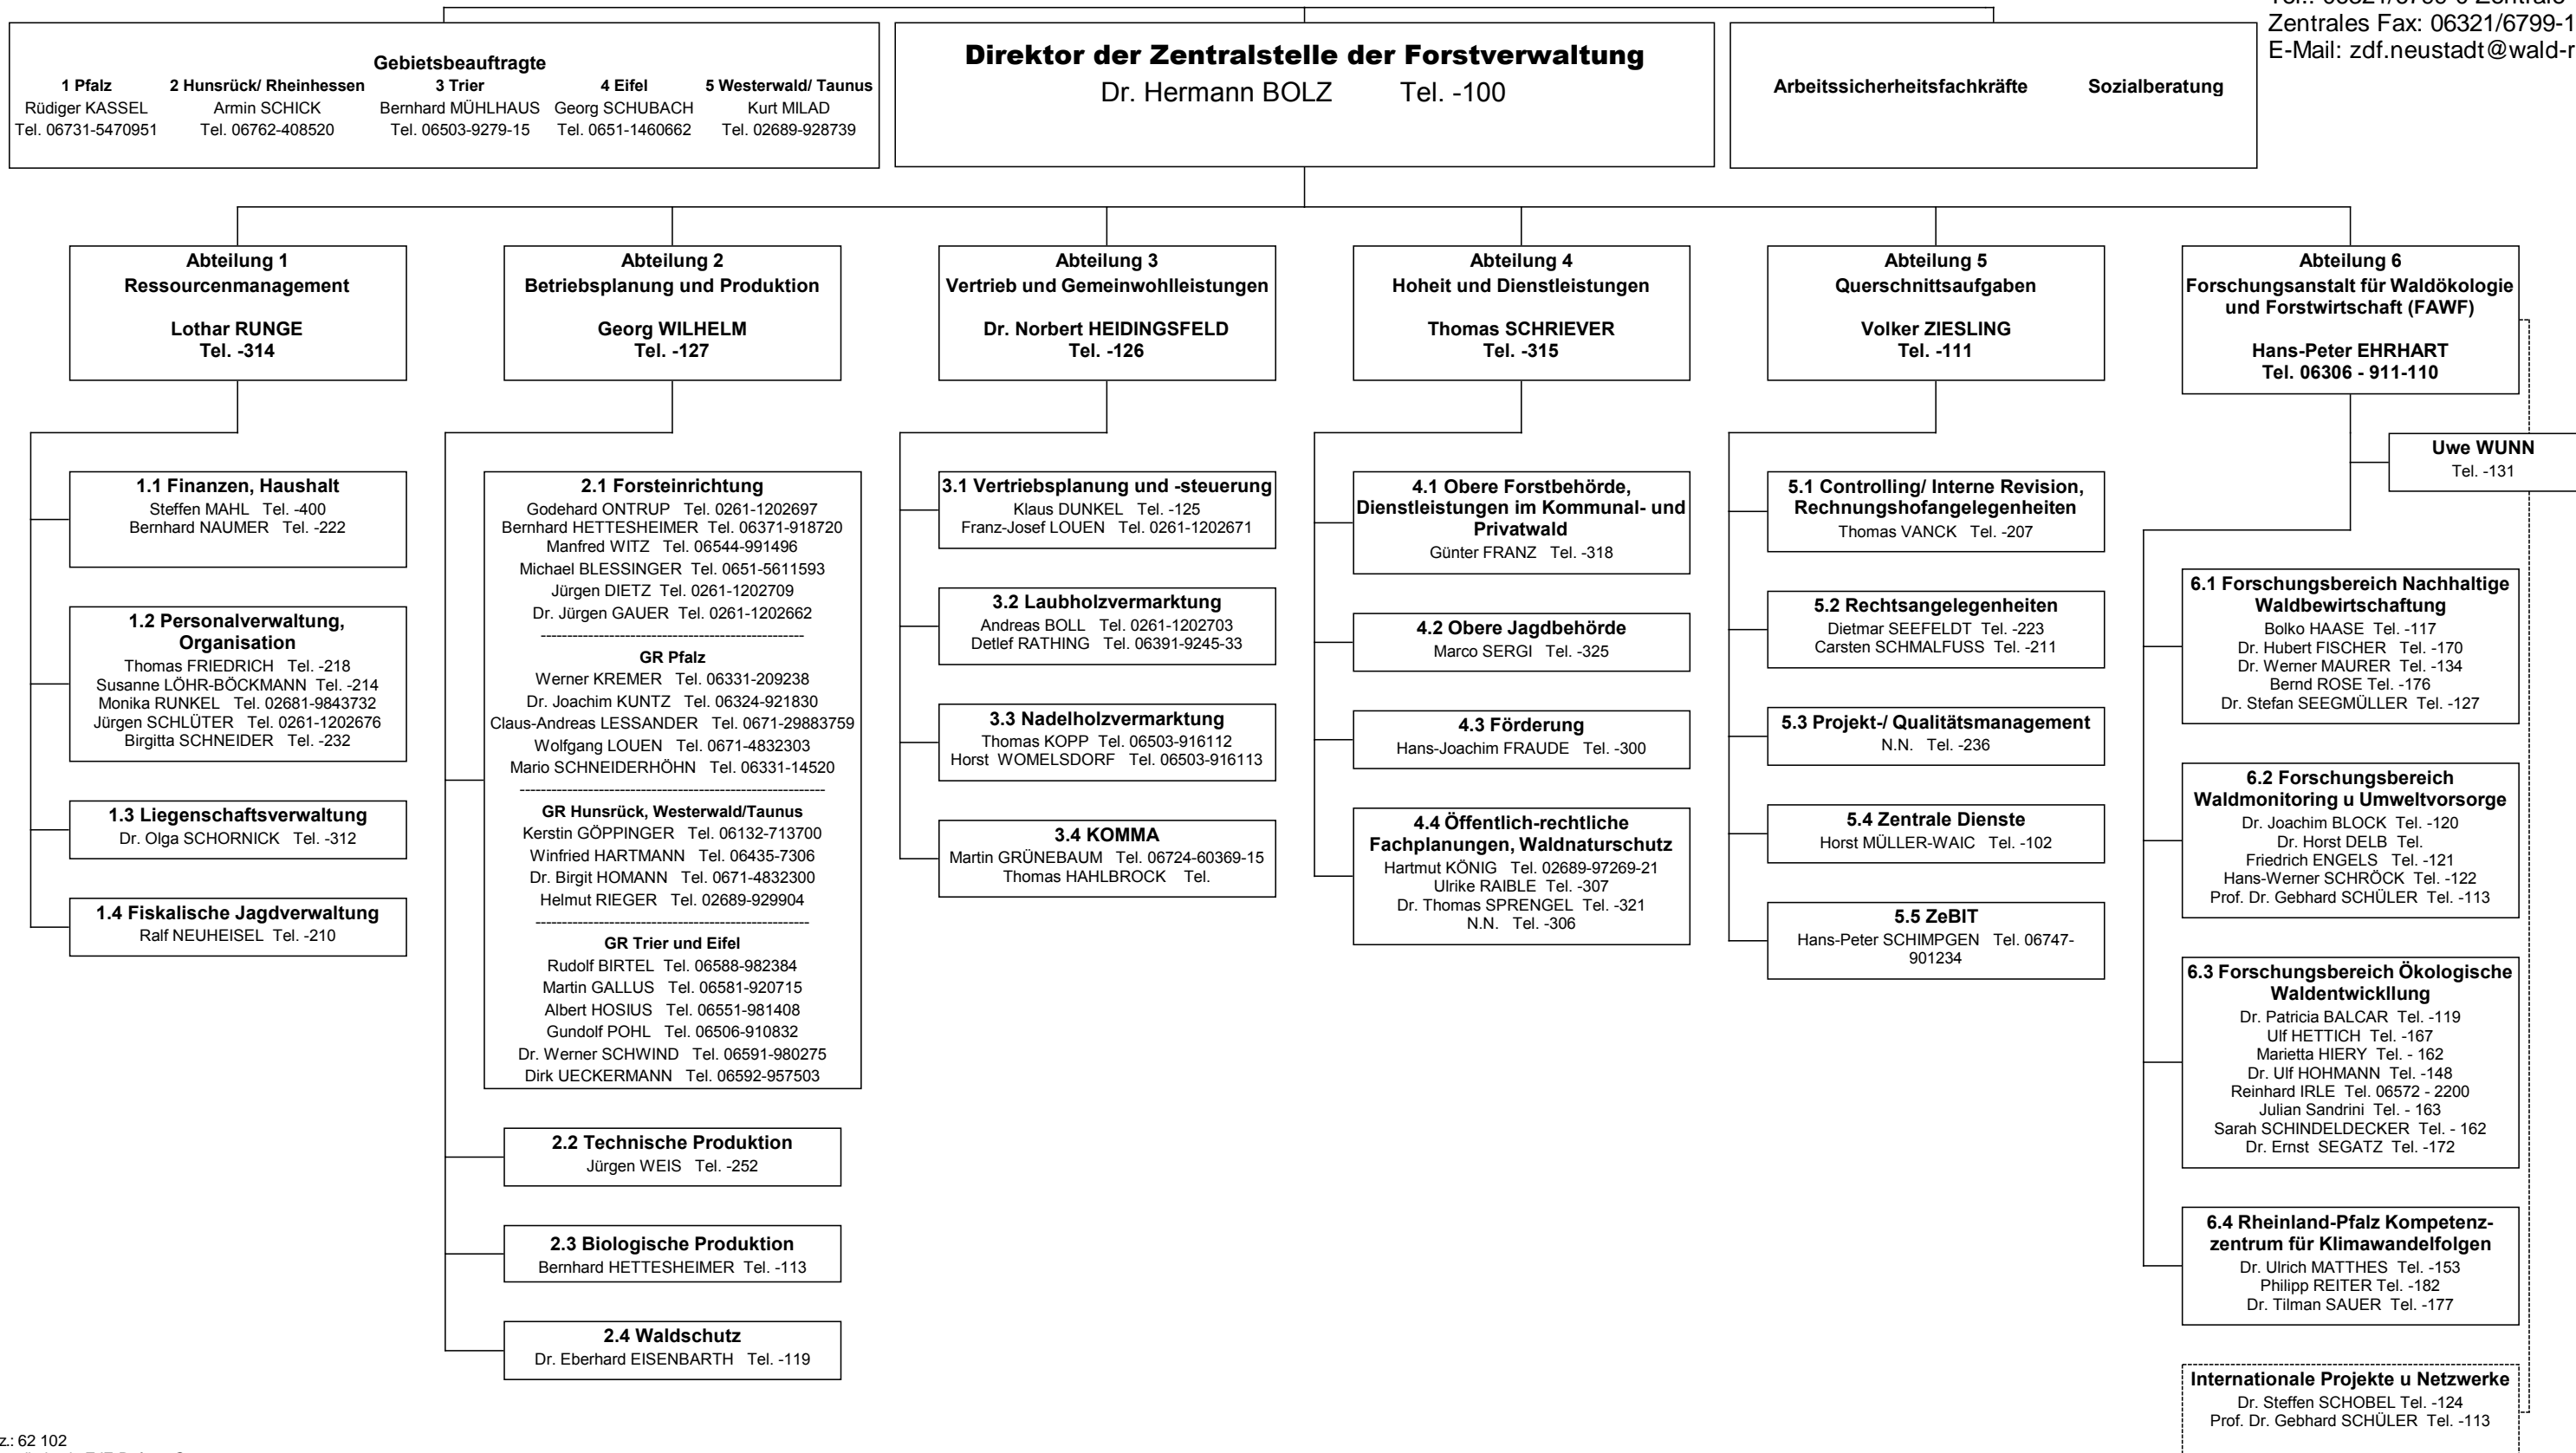 Zentrales Fax: 06321/6799-1
E-Mail: zdf.neustadt@wald-r
Gebietsbeauftragte
1 Pfalz
Rüdiger KASSEL
Tel. 06731-5470951
2 Hunsrück/ Rheinhessen
Armin SCHICK
Tel. 06762-408520
3 Trier
Bernhard MÜHLHAUS
Tel. 06503-9279-15
4 Eifel
Georg SCHUBACH
Tel. 0651-1460662
5 Westerwald/ Taunus
Kurt MILAD
Tel. 02689-928739
Direktor der Zentralstelle der Forstverwaltung
Dr. Hermann BOLZ Tel. -100
Arbeitssicherheitsfachkräfte Sozialberatung
Abteilung 1
Ressourcenmanagement
Lothar RUNGE
Tel. -314
1.1 Finanzen, Haushalt
Steffen MAHL Tel. -400
Bernhard NAUMER Tel. -222
1.2 Personalverwaltung,
Organisation
Thomas FRIEDRICH Tel. -218
Susanne LÖHR-BÖCKMANN Tel. -214
Monika RUNKEL Tel. 02681-9843732
Jürgen SCHLÜTER Tel. 0261-1202676
Birgitta SCHNEIDER Tel. -232
1.3 Liegenschaftsverwaltung
Dr. Olga SCHORNICK Tel. -312
1.4 Fiskalische Jagdverwaltung
Ralf NEUHEISEL Tel. -210
Abteilung 2
Betriebsplanung und Produktion
Georg WILHELM
Tel. -127
2.1 Forsteinrichtung
Godehard ONTRUP Tel. 0261-1202697
Bernhard HETTESHEIMER Tel. 06371-918720
Manfred WITZ Tel. 06544-991496
Michael BLESSINGER Tel. 0651-5611593
Jürgen DIETZ Tel. 0261-1202709
Dr. Jürgen GAUER Tel. 0261-1202662
--------------------------------------------------
GR Pfalz
Werner KREMER Tel. 06331-209238
Dr. Joachim KUNTZ Tel. 06324-921830
Claus-Andreas LESSANDER Tel. 0671-29883759
Wolfgang LOUEN Tel. 0671-4832303
Mario SCHNEIDERHÖHN Tel. 06331-14520
----------------------------------------------------------
GR Hunsrück, Westerwald/Taunus
Kerstin GÖPPINGER Tel. 06132-713700
Winfried HARTMANN Tel. 06435-7306
Dr. Birgit HOMANN Tel. 0671-4832300
Helmut RIEGER Tel. 02689-929904
----------------------------------------------------
GR Trier und Eifel
Rudolf BIRTEL Tel. 06588-982384
Martin GALLUS Tel. 06581-920715
Albert HOSIUS Tel. 06551-981408
Gundolf POHL Tel. 06506-910832
Dr. Werner SCHWIND Tel. 06591-980275
Dirk UECKERMANN Tel. 06592-957503
2.2 Technische Produktion
Jürgen WEIS Tel. -252
2.3 Biologische Produktion
Bernhard HETTESHEIMER Tel. -113
2.4 Waldschutz
Dr. Eberhard EISENBARTH Tel. -119
Abteilung 3
Vertrieb und Gemeinwohlleistungen
Dr. Norbert HEIDINGSFELD
Tel. -126
3.1 Vertriebsplanung und -steuerung
Klaus DUNKEL Tel. -125
Franz-Josef LOUEN Tel. 0261-1202671
3.2 Laubholzvermarktung
Andreas BOLL Tel. 0261-1202703
Detlef RATHING Tel. 06391-9245-33
3.3 Nadelholzvermarktung
Thomas KOPP Tel. 06503-916112
Horst WOMELSDORF Tel. 06503-916113
3.4 KOMMA
Martin GRÜNEBAUM Tel. 06724-60369-15
Thomas HAHLBROCK Tel.
Abteilung 4
Hoheit und Dienstleistungen
Thomas SCHRIEVER
Tel. -315
4.1 Obere Forstbehörde,
Dienstleistungen im Kommunal- und
Privatwald
Günter FRANZ Tel. -318
4.2 Obere Jagdbehörde
Marco SERGI Tel. -325
4.3 Förderung
Hans-Joachim FRAUDE Tel. -300
4.4 Öffentlich-rechtliche
Fachplanungen, Waldnaturschutz
Hartmut KÖNIG Tel. 02689-97269-21
Ulrike RAIBLE Tel. -307
Dr. Thomas SPRENGEL Tel. -321
N.N. Tel. -306
Abteilung 5
Querschnittsaufgaben
Volker ZIESLING
Tel. -111
5.1 Controlling/ Interne Revision,
Rechnungshofangelegenheiten
Thomas VANCK Tel. -207
5.2 Rechtsangelegenheiten
Dietmar SEEFELDT Tel. -223
Carsten SCHMALFUSS Tel. -211
5.3 Projekt-/ Qualitätsmanagement
N.N. Tel. -236
5.4 Zentrale Dienste
Horst MÜLLER-WAIC Tel. -102
5.5 ZeBIT
Hans-Peter SCHIMPGEN Tel. 06747-
901234
Abteilung 6
Forschungsanstalt für Waldökologie
und Forstwirtschaft (FAWF)
Hans-Peter EHRHART
Tel. 06306 - 911-110
Uwe WUNN
Tel. -131
6.1 Forschungsbereich Nachhaltige
Waldbewirtschaftung
Bolko HAASE Tel. -117
Dr. Hubert FISCHER Tel. -170
Dr. Werner MAURER Tel. -134
Bernd ROSE Tel. -176
Dr. Stefan SEEGMÜLLER Tel. -127
6.2 Forschungsbereich
Waldmonitoring u Umweltvorsorge
Dr. Joachim BLOCK Tel. -120
Dr. Horst DELB Tel.
Friedrich ENGELS Tel. -121
Hans-Werner SCHRÖCK Tel. -122
Prof. Dr. Gebhard SCHÜLER Tel. -113
6.3 Forschungsbereich Ökologische
Waldentwickllung
Dr. Patricia BALCAR Tel. -119
Ulf HETTICH Tel. -167
Marietta HIERY Tel. - 162
Dr. Ulf HOHMANN Tel. -148
Reinhard IRLE Tel. 06572 - 2200
Julian Sandrini Tel. - 163
Sarah SCHINDELDECKER Tel. - 162
Dr. Ernst SEGATZ Tel. -172
6.4 Rheinland-Pfalz Kompetenz-
zentrum für Klimawandelfolgen
Dr. Ulrich MATTHES Tel. -153
Philipp REITER Tel. -182
Dr. Tilman SAUER Tel. -177
Internationale Projekte u Netzwerke
Dr. Steffen SCHOBEL Tel. -124
Prof. Dr. Gebhard SCHÜLER Tel. -113
z.: 62 102